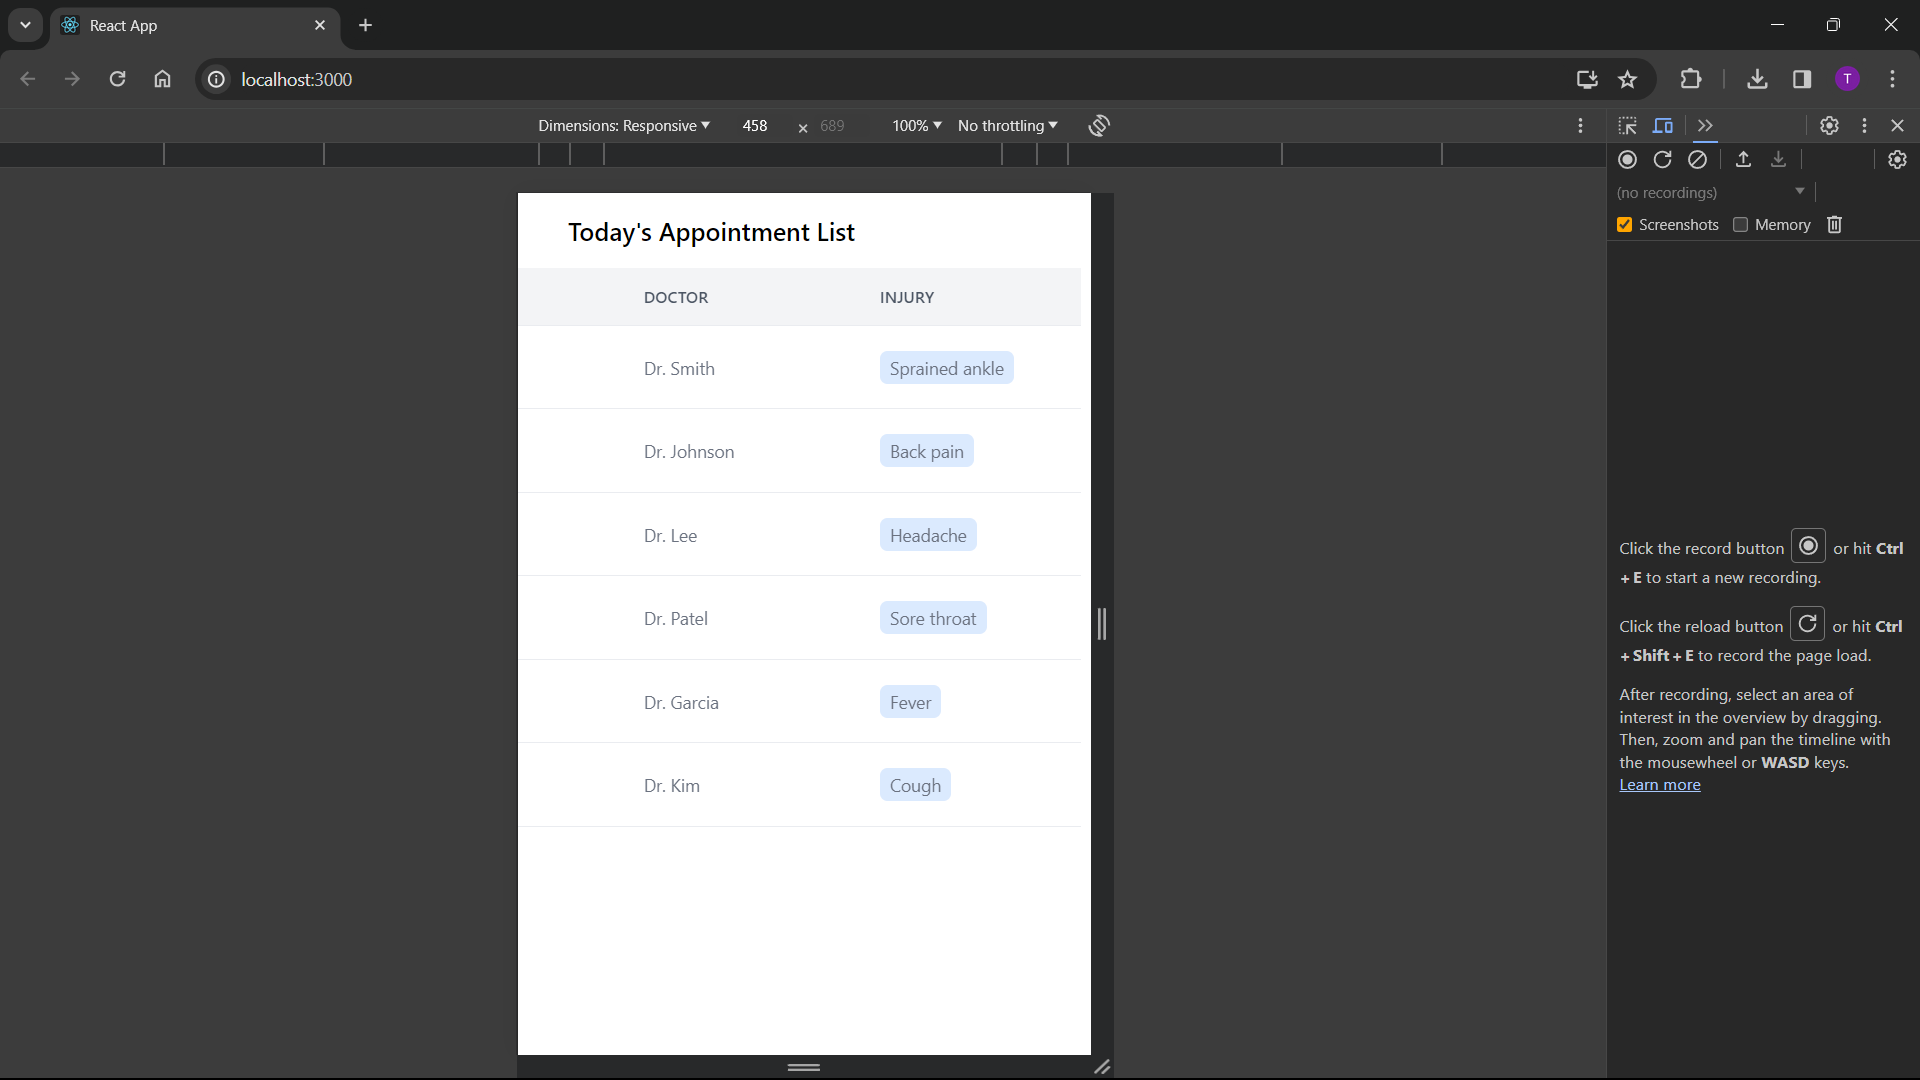 React App
localhost:3000
T
Dimensions: Responsive 458 × 689 100% No throttling
(no recordings)
Screenshots Memory
Today's Appointment List
DOCTOR INJURY
Dr. Smith Sprained ankle
Dr. Johnson Back pain
Dr. Lee Headache
Dr. Patel Sore throat
Dr. Garcia Fever
Dr. Kim Cough
Click the record button or hit Ctrl
+ E to start a new recording.
Click the reload button or hit Ctrl
+ Shift + E to record the page load.
After recording, select an area of
interest in the overview by dragging.
Then, zoom and pan the timeline with
the mousewheel or WASD keys.
Learn more